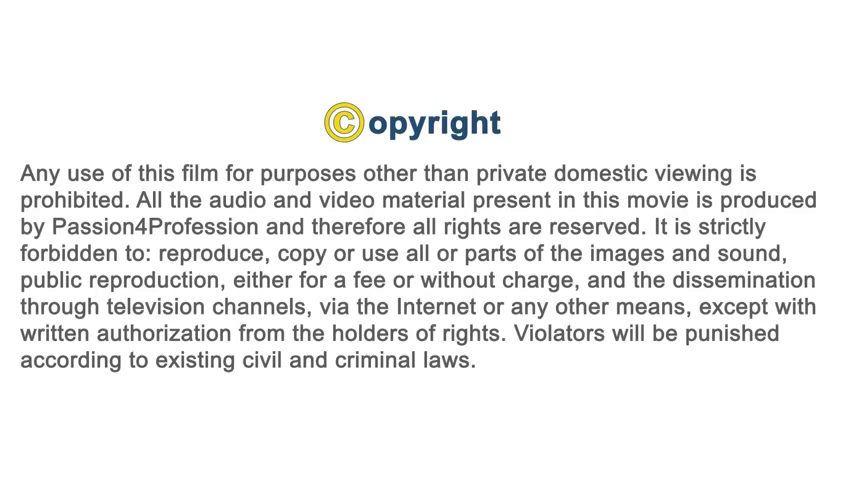 ©opyright
Any use of this film for purposes other than private domestic viewing is
prohibited. All the audio and video material present in this movie is produced
by Passion4Profession and therefore all rights are reserved. It is strictly
forbidden to: reproduce, copy or use all or parts of the images and sound,
public reproduction, either for a fee or without charge, and the dissemination
through television channels, via the Internet or any other means, except with
written authorization from the holders of rights. Violators will be punished
according to existing civil and criminal laws.